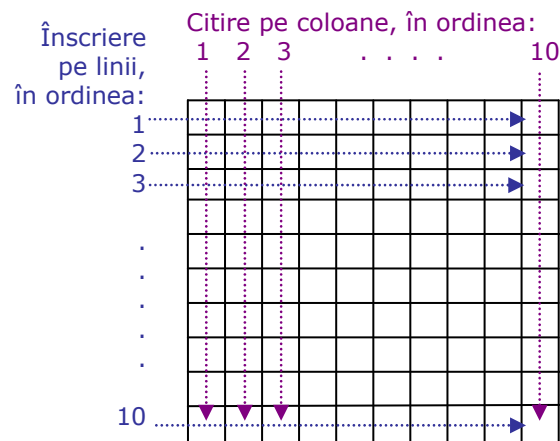 Citire pe coloane, în ordinea:
1 2 3 . . . . 10
Înscriere
pe linii,
în ordinea:
1
2
3
.
.
.
.
10